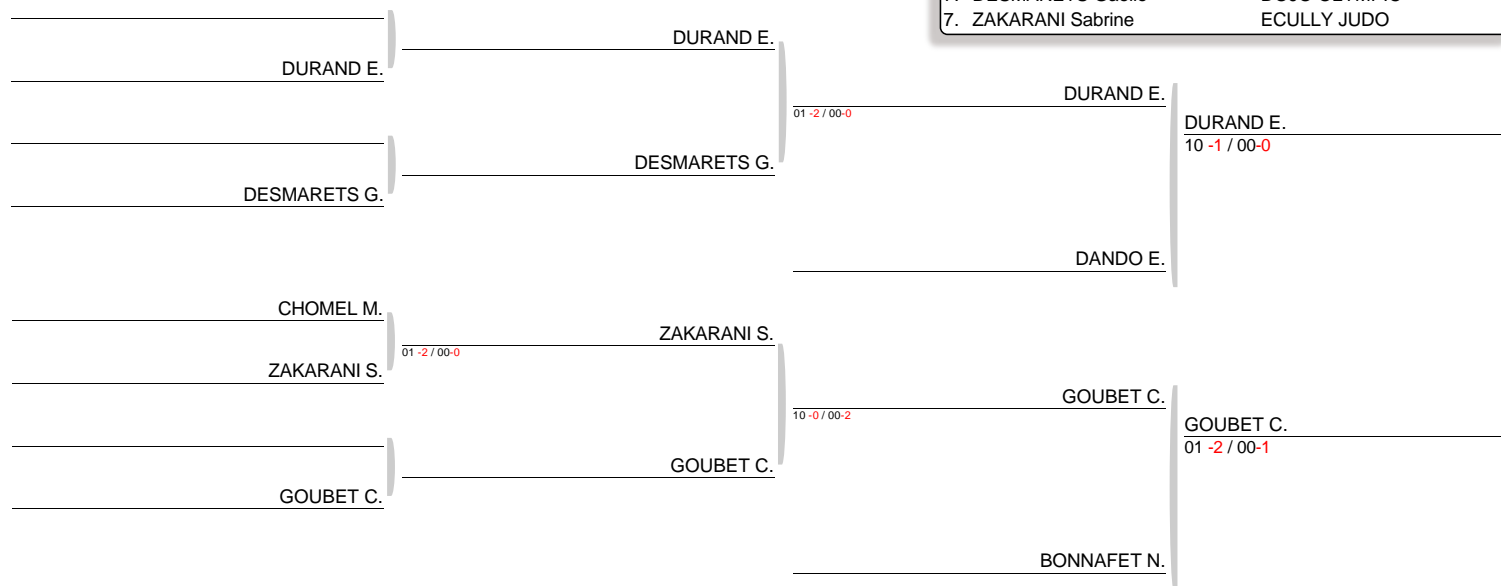 7. ZAKARANI Sabrine ECULLY JUDO
DURAND E.
DURAND E.
DURAND E.
01 -2 / 00-0
DURAND E.
10 -1 / 00-0
DESMARETS G.
DESMARETS G.
DANDO E.
CHOMEL M.
ZAKARANI S.
01 -2 / 00-0
ZAKARANI S.
GOUBET C.
10 -0 / 00-2
GOUBET C.
01 -2 / 00-1
GOUBET C.
GOUBET C.
BONNAFET N.